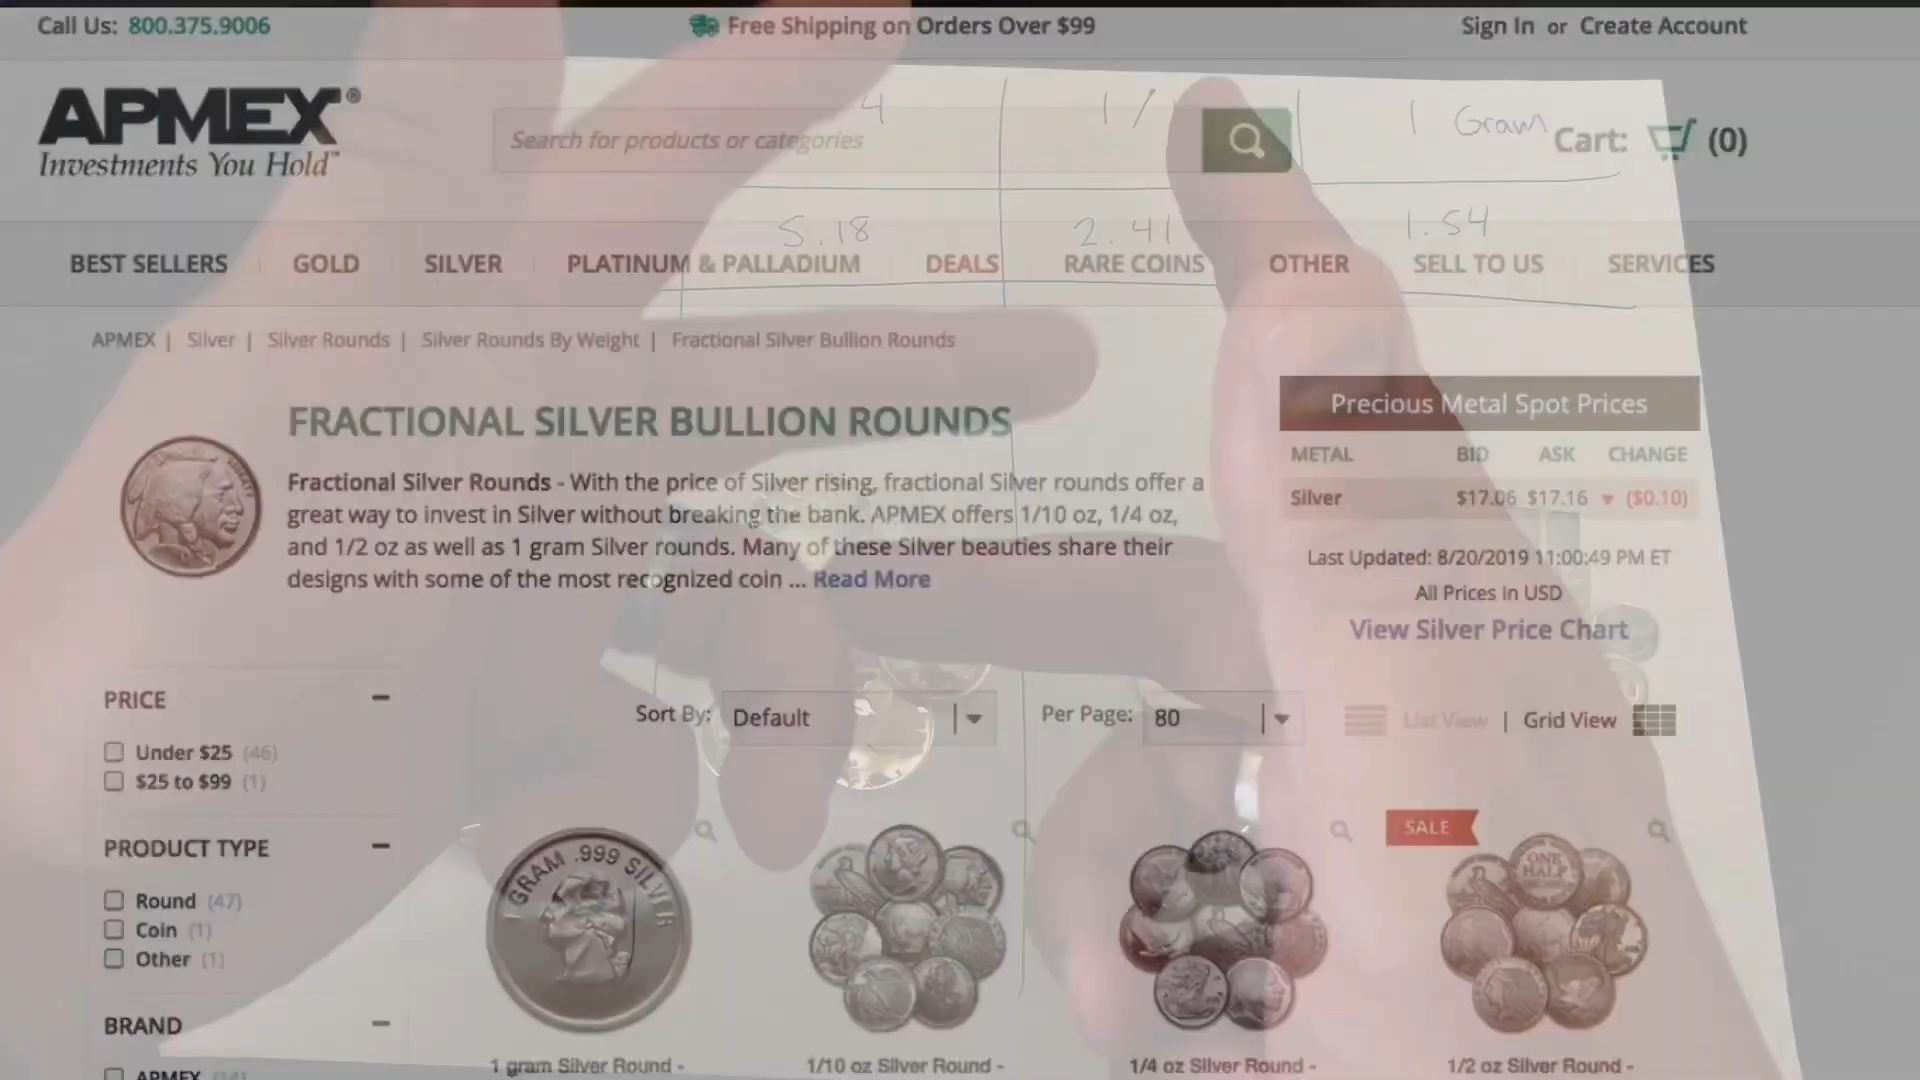 Call Us: 800.375.9006
Free Shipping on Orders Over $99
Sign In or Create Account
APMEX®
Investments You Hold™
Search for products or categories
Cart: (0)
4
1/
1 Gram
5.18
2.41
1.54
BEST SELLERS GOLD SILVER PLATINUM & PALLADIUM DEALS RARE COINS OTHER SELL TO US SERVICES
APMEX | Silver | Silver Rounds | Silver Rounds By Weight | Fractional Silver Bullion Rounds
FRACTIONAL SILVER BULLION ROUNDS
Fractional Silver Rounds - With the price of Silver rising, fractional Silver rounds offer a
great way to invest in Silver without breaking the bank. APMEX offers 1/10 oz, 1/4 oz,
and 1/2 oz as well as 1 gram Silver rounds. Many of these Silver beauties share their
designs with some of the most recognized coin ... Read More
Precious Metal Spot Prices
METAL BID ASK CHANGE
Silver $17.06 $17.16 ▼ ($0.10)
Last Updated: 8/20/2019 11:00:49 PM ET
All Prices In USD
View Silver Price Chart
PRICE
Under $25 (46)
$25 to $99 (1)
PRODUCT TYPE
Round (47)
Coin (1)
Other (1)
BRAND
APMEX (14)
Sort By: Default
Per Page: 80
List View | Grid View
SALE
1 GRAM .999 SILVER
ONE
HALF
1 gram Silver Round -
1/10 oz Silver Round -
1/4 oz Silver Round -
1/2 oz Silver Round -